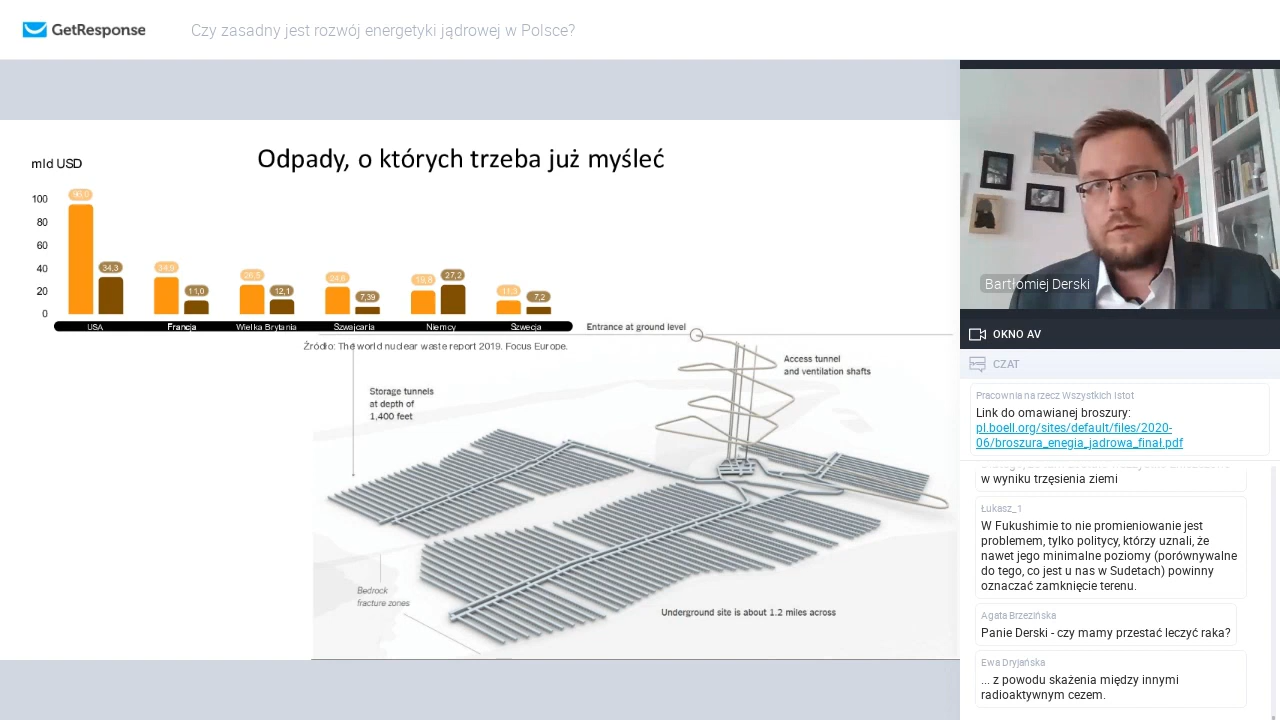 GetResponse
Czy zasadny jest rozwój energetyki jądrowej w Polsce?
Odpady, o których trzeba już myśleć
mld USD
100
80
60
40
20
0
34,3
11,0
12,1
7,39
27,2
7,2
USA
Francja
Wielka Brytania
Szwajcaria
Niemcy
Szwecja
Źródło: The world nuclear waste report 2019. Focus Europe.
Entrance at ground level
Access tunnel
and ventilation shafts
Storage tunnels
at depth of
1,400 feet
Bedrock
fracture zones
Underground site is about 1.2 miles across
Bartłomiej Derski
OKNO AV
CZAT
Pracownia na rzecz Wszystkich Istot
Link do omawianej broszury:
pl.boell.org/sites/default/files/2020-
06/broszura_enegia_jadrowa_finał.pdf
w wyniku trzęsienia ziemi
Łukasz_1
W Fukushimie to nie promieniowanie jest
problemem, tylko politycy, którzy uznali, że
nawet jego minimalne poziomy (porównywalne
do tego, co jest u nas w Sudetach) powinny
oznaczać zamknięcie terenu.
Agata Brzezińska
Panie Derski - czy mamy przestać leczyć raka?
Ewa Dryjańska
... z powodu skażenia między innymi
radioaktywnym cezem.